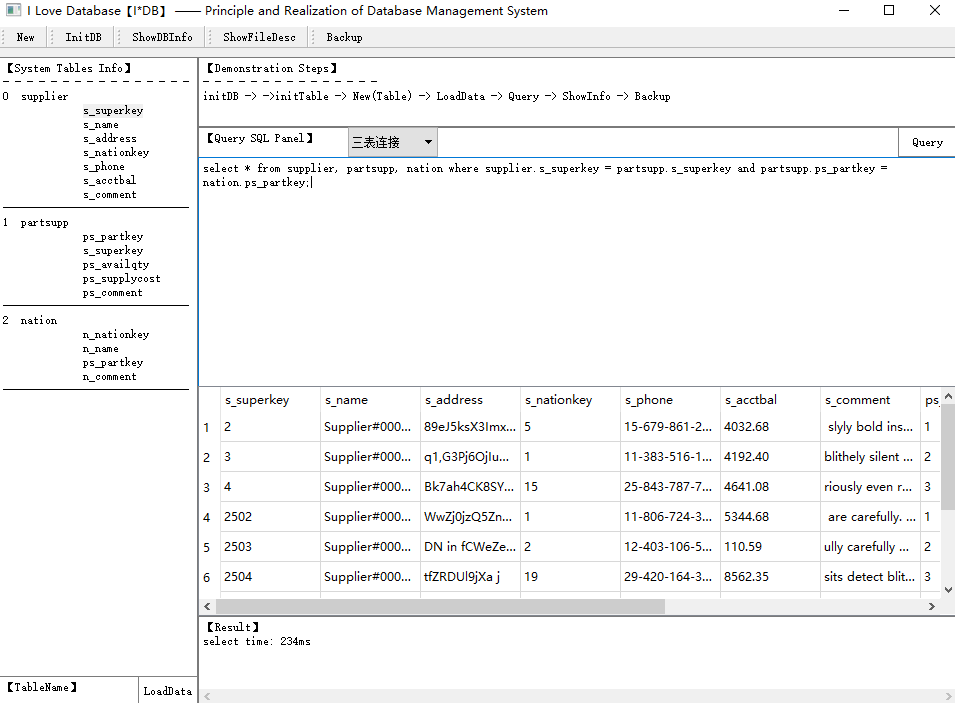 I Love Database【I*DB】 —— Principle and Realization of Database Management System
New InitDB ShowDBInfo ShowFileDesc Backup
【System Tables Info】
0 supplier
s_superkey
s_name
s_address
s_nationkey
s_phone
s_acctbal
s_comment
1 partsupp
ps_partkey
s_superkey
ps_availqty
ps_supplycost
ps_comment
2 nation
n_nationkey
n_name
ps_partkey
n_comment
【TableName】 LoadData
【Demonstration Steps】
initDB -> ->initTable -> New(Table) -> LoadData -> Query -> ShowInfo -> Backup
【Query SQL Panel】 三表连接 Query
select * from supplier, partsupp, nation where supplier.s_superkey = partsupp.s_superkey and partsupp.ps_partkey =
nation.ps_partkey;
s_superkey s_name s_address s_nationkey s_phone s_acctbal s_comment ps_
1 2 Supplier#000... 89eJ5ksX3Imx... 5 15-679-861-2... 4032.68 slyly bold ins... 1
2 3 Supplier#000... q1,G3Pj6OjIu... 1 11-383-516-1... 4192.40 blithely silent ... 2
3 4 Supplier#000... Bk7ah4CK8SY... 15 25-843-787-7... 4641.08 riously even r... 3
4 2502 Supplier#000... WwZj0jzQ5Zn... 1 11-806-724-3... 5344.68 are carefully. ... 1
5 2503 Supplier#000... DN in fCWeZe... 2 12-403-106-5... 110.59 ully carefully ... 2
6 2504 Supplier#000... tfZRDUl9jXa j 19 29-420-164-3... 8562.35 sits detect blit... 3
【Result】
select time: 234ms